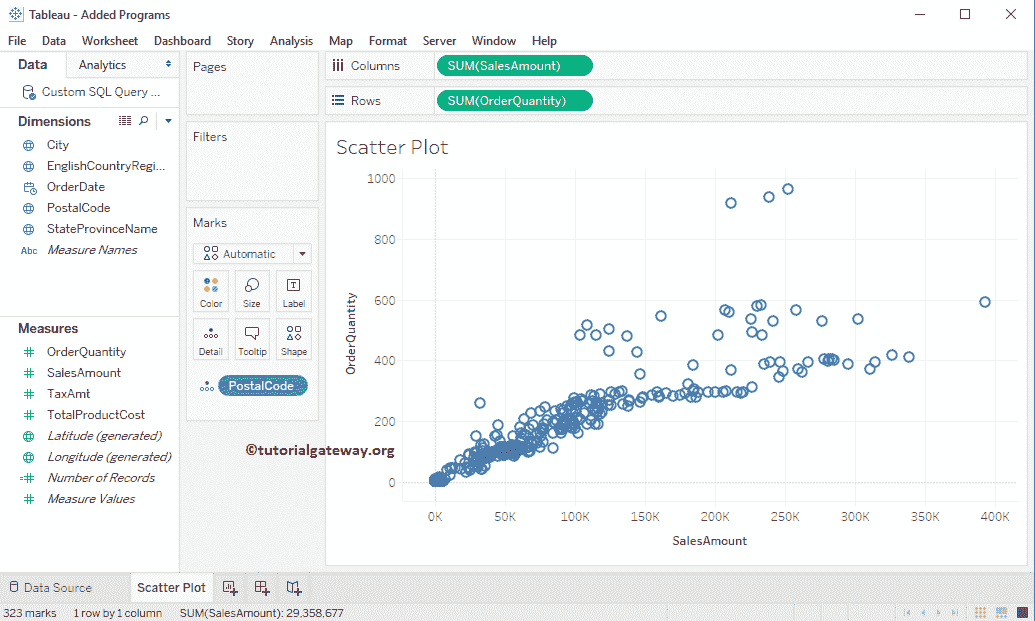 Tableau - Added Programs
File Data Worksheet Dashboard Story Analysis Map Format Server Window Help
Data Analytics
Custom SQL Query ...
Dimensions
City
EnglishCountryRegi...
OrderDate
PostalCode
StateProvinceName
Abc Measure Names
Measures
OrderQuantity
SalesAmount
TaxAmt
TotalProductCost
Latitude (generated)
Longitude (generated)
Number of Records
Measure Values
Pages
Filters
Marks
Automatic
Color Size Label
Detail Tooltip Shape
PostalCode
Columns SUM(SalesAmount)
Rows SUM(OrderQuantity)
Scatter Plot
1000
800
600
400
200
0
OrderQuantity
0K 50K 100K 150K 200K 250K 300K 350K 400K
SalesAmount
©tutorialgateway.org
Data Source Scatter Plot
323 marks 1 row by 1 column SUM(SalesAmount): 29,358,677